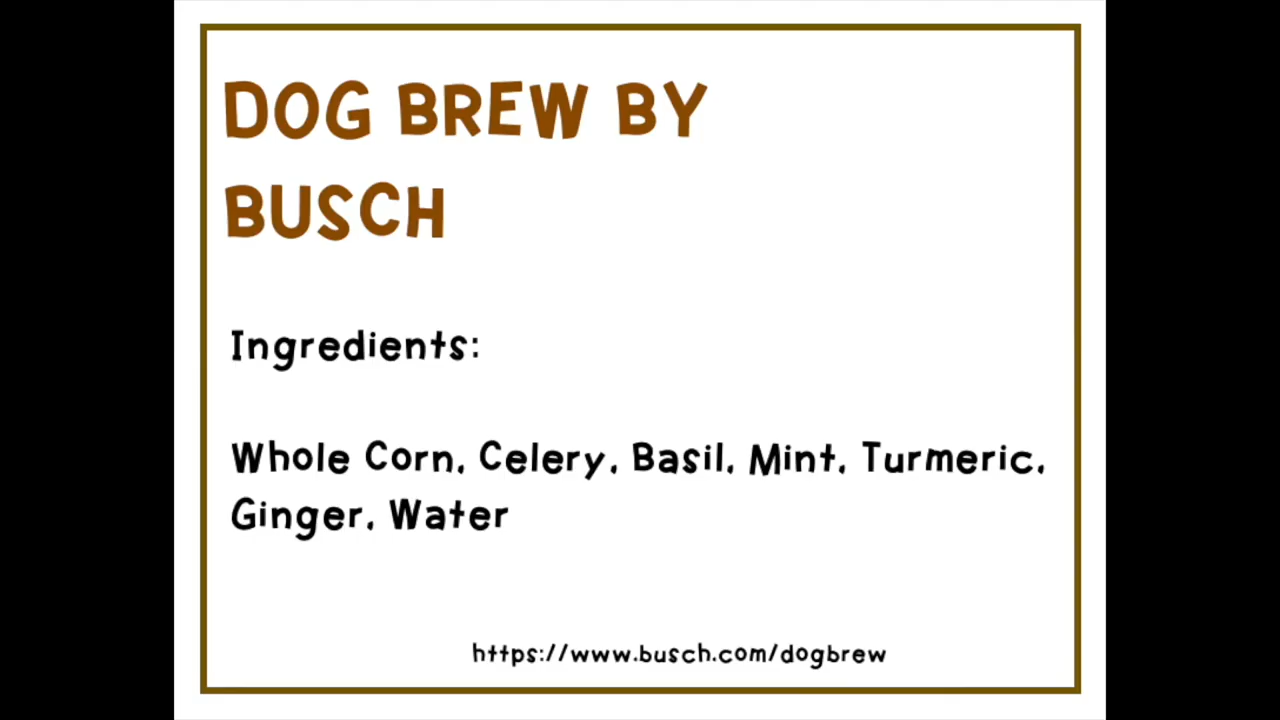 DOG BREW BY
BUSCH
Ingredients:
Whole Corn, Celery, Basil, Mint, Turmeric,
Ginger, Water
https://www.busch.com/dogbrew